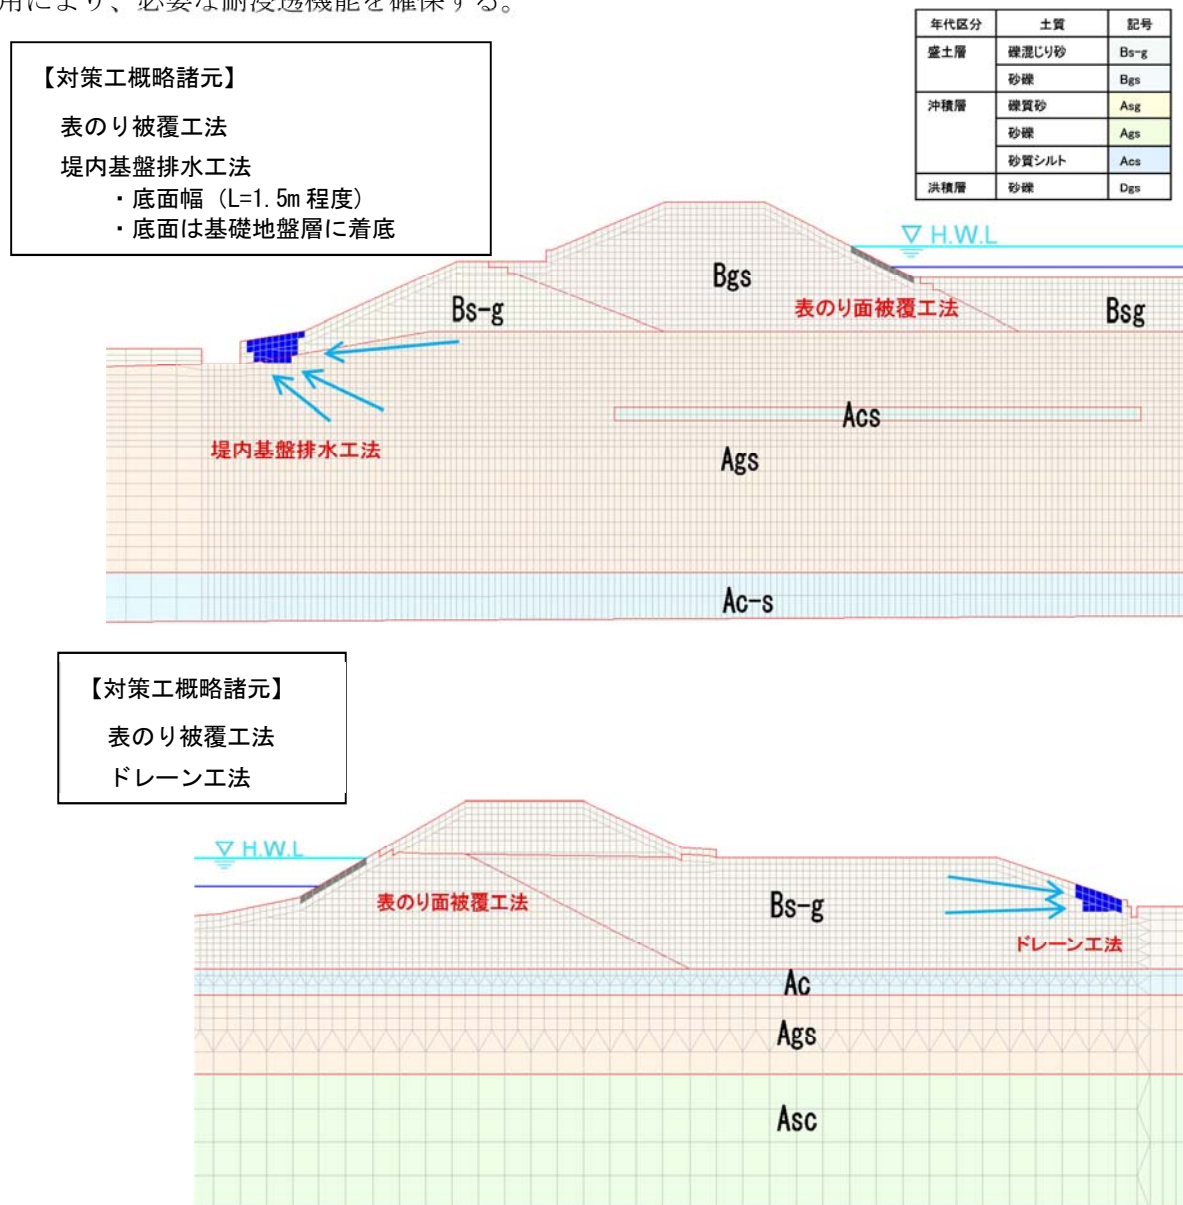 用により、必要な耐浸透機能を確保する。
【対策工概略諸元】
表のり被覆工法
堤内基盤排水工法
・底面幅（L=1.5m 程度）
・底面は基礎地盤層に着底
年代区分 土質 記号
盛土層 礫混じり砂 Bs-g
砂礫 Bgs
沖積層 礫質砂 Asg
砂礫 Ags
砂質シルト Acs
洪積層 砂礫 Dgs
▽ H.W.L
Bgs
Bs-g
表のり面被覆工法
Bsg
Acs
堤内基盤排水工法
Ags
Ac-s
【対策工概略諸元】
表のり被覆工法
ドレーン工法
▽ H.W.L
表のり面被覆工法
Bs-g
ドレーン工法
Ac
Ags
Asc